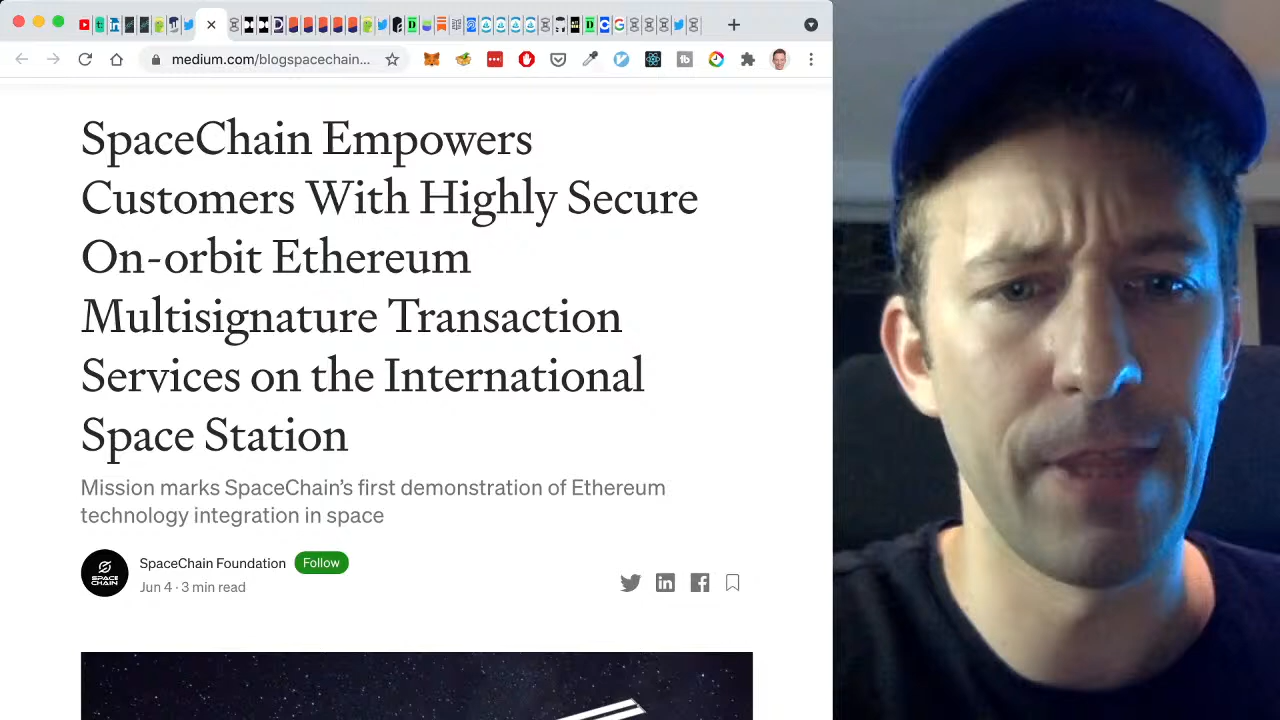 medium.com/blogspacechain...
SpaceChain Empowers
Customers With Highly Secure
On-orbit Ethereum
Multisignature Transaction
Services on the International
Space Station
Mission marks SpaceChain’s first demonstration of Ethereum
technology integration in space
SPACE
CHAIN
SpaceChain Foundation Follow
Jun 4 · 3 min read